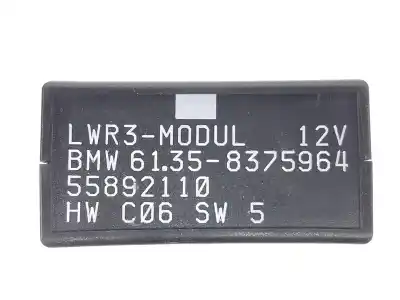 LWR3-MODUL 12V
BMW 61.35-8375964
55892110
HW C06 SW 5